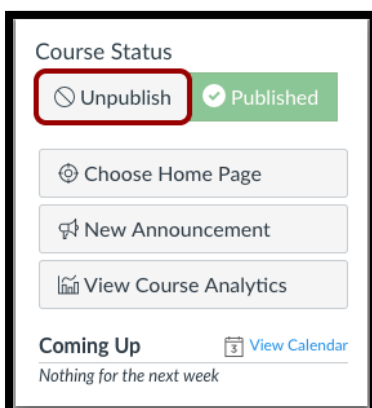 Course Status
Unpublish Published
Choose Home Page
New Announcement
View Course Analytics
Coming Up 3 View Calendar
Nothing for the next week